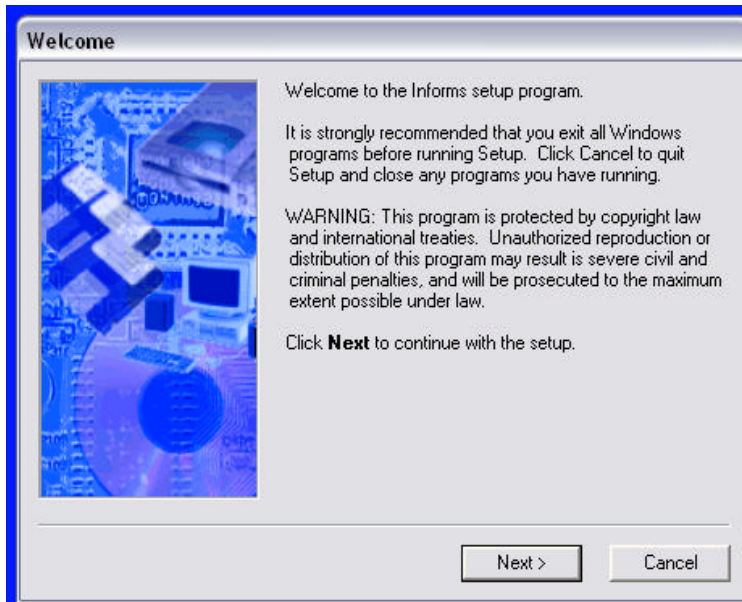 Welcome
Welcome to the Informs setup program.
It is strongly recommended that you exit all Windows
programs before running Setup. Click Cancel to quit
Setup and close any programs you have running.
WARNING: This program is protected by copyright law
and international treaties. Unauthorized reproduction or
distribution of this program may result is severe civil and
criminal penalties, and will be prosecuted to the maximum
extent possible under law.
Click Next to continue with the setup.
Next >
Cancel